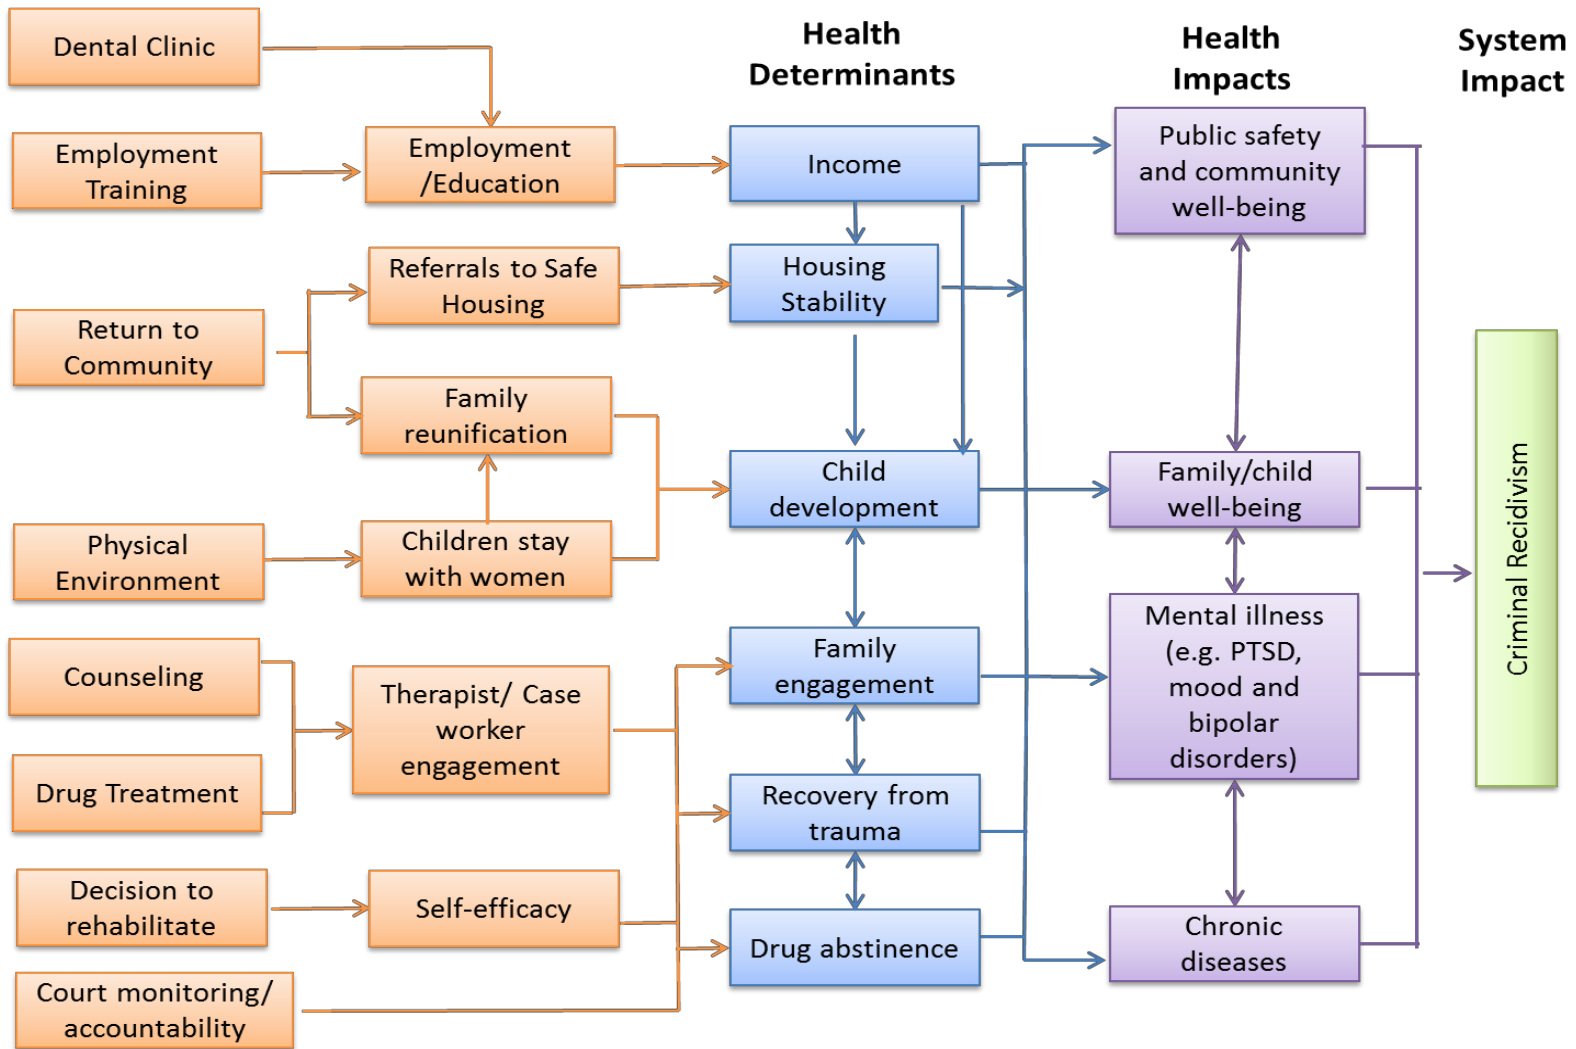 Health
Determinants
Health
Impacts
System
Impact
Dental Clinic
Employment
Training
Employment
/Education
Income
Public safety
and community
well-being
Referrals to Safe
Housing
Housing
Stability
Return to
Community
Family
reunification
Child
development
Family/child
well-being
Physical
Environment
Children stay
with women
Counseling
Drug Treatment
Therapist/ Case
worker
engagement
Family
engagement
Mental illness
(e.g. PTSD,
mood and
bipolar
disorders)
Recovery from
trauma
Decision to
rehabilitate
Self-efficacy
Drug abstinence
Chronic
diseases
Court monitoring/
accountability
Criminal Recidivism